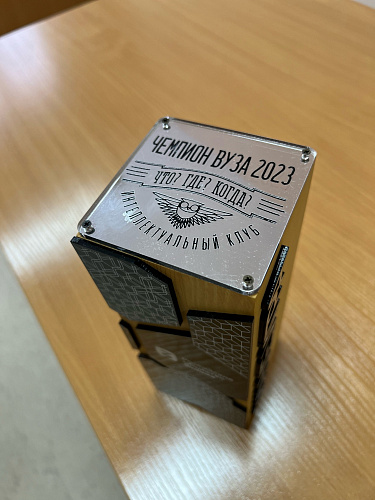 ЧЕМПИОН ВУЗА 2023
ЧТО? ГДЕ? КОГДА?
ИНТЕЛЛЕКТУАЛЬНЫЙ КЛУБ